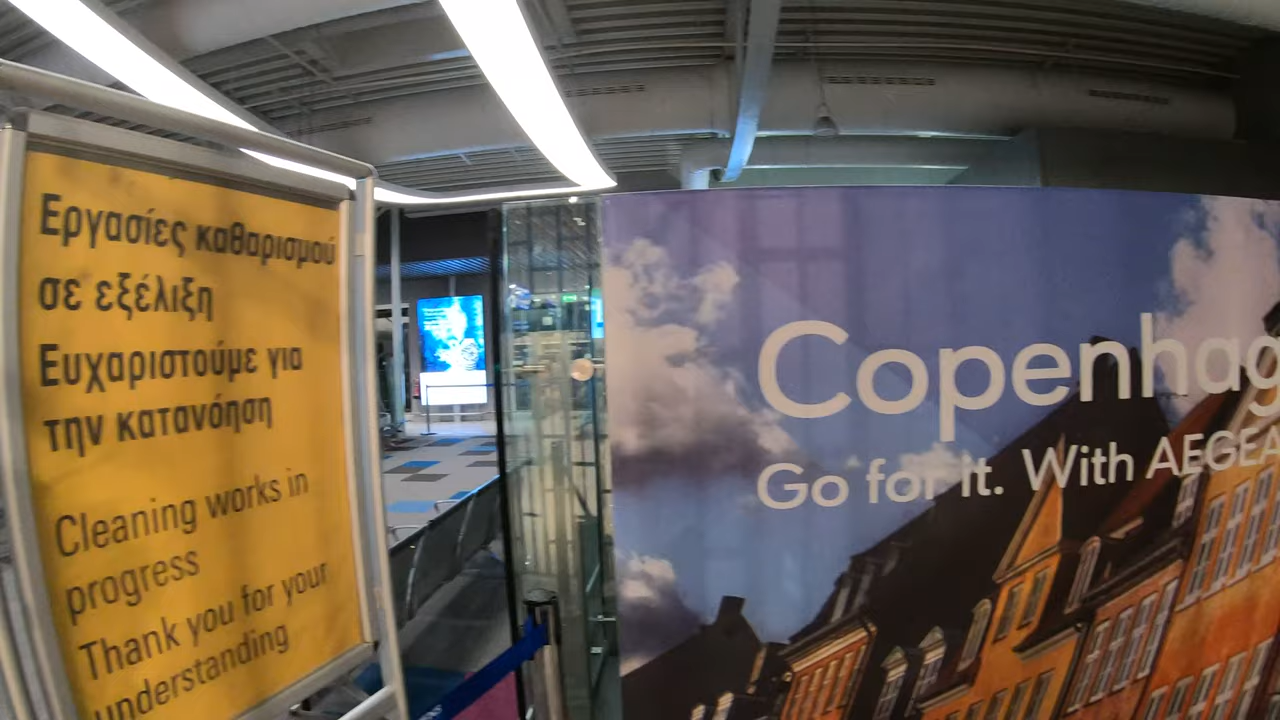 Εργασίες καθαρισμού
σε εξέλιξη
Ευχαριστούμε για
την κατανόηση
Cleaning works in
progress
Thank you for your
understanding
Copenhag
Go for it. With AEGEA